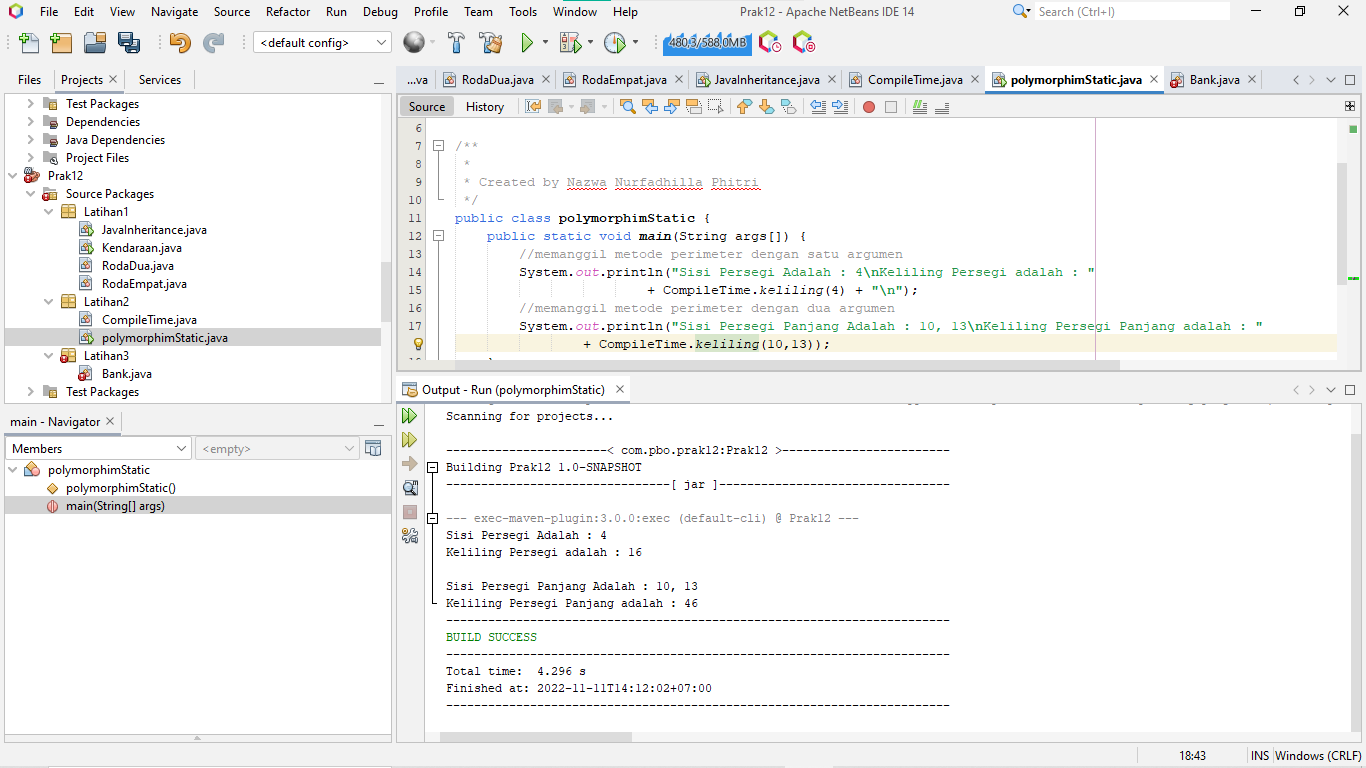 File Edit View Navigate Source Refactor Run Debug Profile Team Tools Window Help
Prak12 - Apache NetBeans IDE 14
Search (Ctrl+I)
<default config>
480,3/588,0MB
Files Projects Services
...va RodaDua.java RodaEmpat.java JavaInheritance.java CompileTime.java polymorphimStatic.java Bank.java
Source History
Test Packages
Dependencies
Java Dependencies
Project Files
Prak12
Source Packages
Latihan1
JavaInheritance.java
Kendaraan.java
RodaDua.java
RodaEmpat.java
Latihan2
CompileTime.java
polymorphimStatic.java
Latihan3
Bank.java
Test Packages
6
7 /**
8 *
9 * Created by Nazwa Nurfadhilla Phitri
10 */
11 public class polymorphimStatic {
12 public static void main(String args[]) {
13 //memanggil metode perimeter dengan satu argumen
14 System.out.println("Sisi Persegi Adalah : 4\nKeliling Persegi adalah : "
15 + CompileTime.keliling(4) + "\n");
16 //memanggil metode perimeter dengan dua argumen
17 System.out.println("Sisi Persegi Panjang Adalah : 10, 13\nKeliling Persegi Panjang adalah : "
+ CompileTime.keliling(10,13));
main - Navigator
Members
<empty>
polymorphimStatic
polymorphimStatic()
main(String[] args)
Output - Run (polymorphimStatic)
Scanning for projects...
-----------------------< com.pbo.prak12:Prak12 >------------------------
Building Prak12 1.0-SNAPSHOT
--------------------------------[ jar ]---------------------------------
--- exec-maven-plugin:3.0.0:exec (default-cli) @ Prak12 ---
Sisi Persegi Adalah : 4
Keliling Persegi adalah : 16
Sisi Persegi Panjang Adalah : 10, 13
Keliling Persegi Panjang adalah : 46
------------------------------------------------------------------------
BUILD SUCCESS
------------------------------------------------------------------------
Total time:  4.296 s
Finished at: 2022-11-11T14:12:02+07:00
------------------------------------------------------------------------
18:43 INS Windows (CRLF)